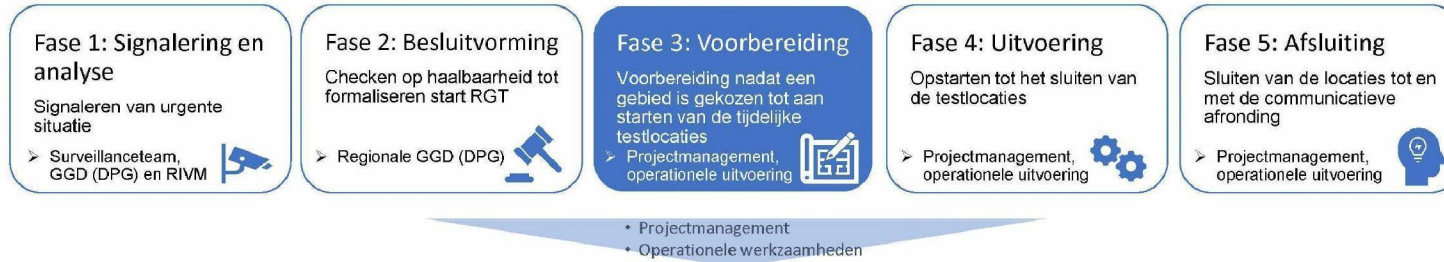 Fase 1: Signalering en
analyse
Signaleren van urgente
situatie
➢ Surveillanceteam,
GGD (DPG) en RIVM
Fase 2: Besluitvorming
Checken op haalbaarheid tot
formaliseren start RGT
➢ Regionale GGD (DPG)
Fase 3: Voorbereiding
Voorbereiding nadat een
gebied is gekozen tot aan
starten van de tijdelijke
testlocaties
➢ Projectmanagement,
operationele uitvoering
Fase 4: Uitvoering
Opstarten tot het sluiten van
de testlocaties
➢ Projectmanagement,
operationele uitvoering
Fase 5: Afsluiting
Sluiten van de locaties tot en
met de communicatieve
afronding
➢ Projectmanagement,
operationele uitvoering
• Projectmanagement
• Operationele werkzaamheden